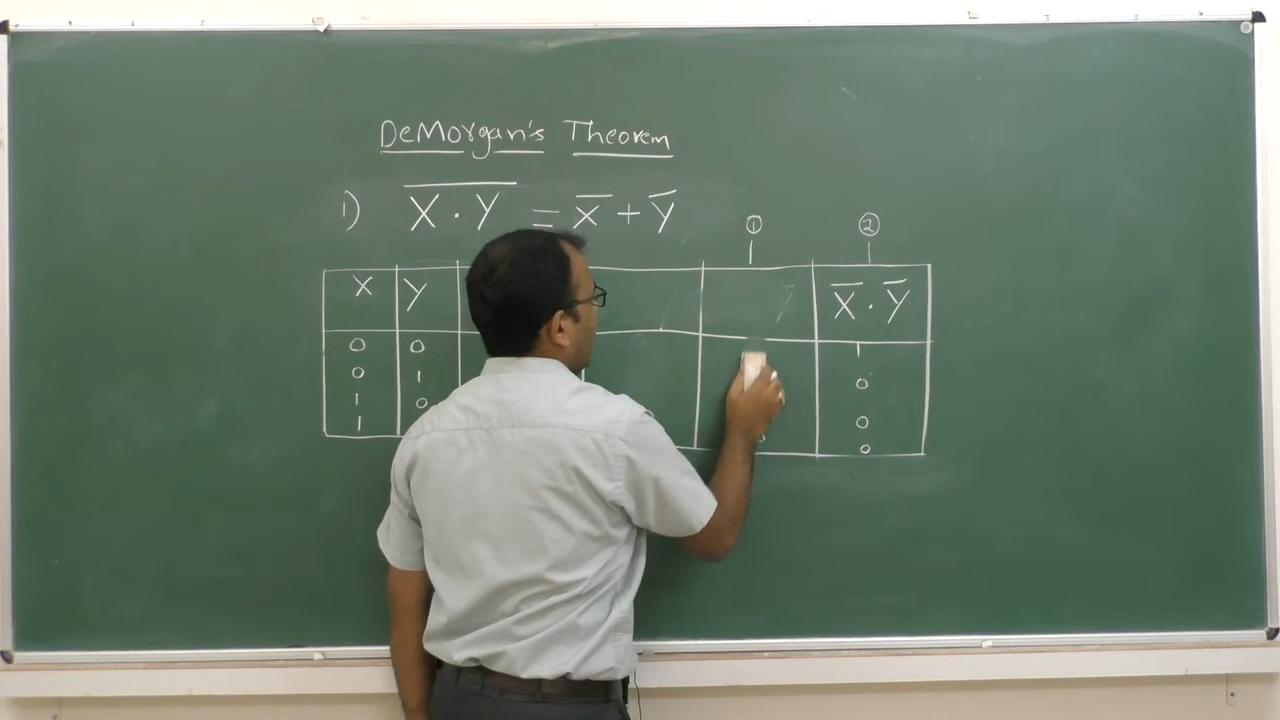 DeMorgan's Theorem
1) X̅ ̅·̅ ̅Y̅ = X̅ + Y̅
① ②
X Y X̅ · Y̅
0 0 1
0 1 0
1 0 0
1 0